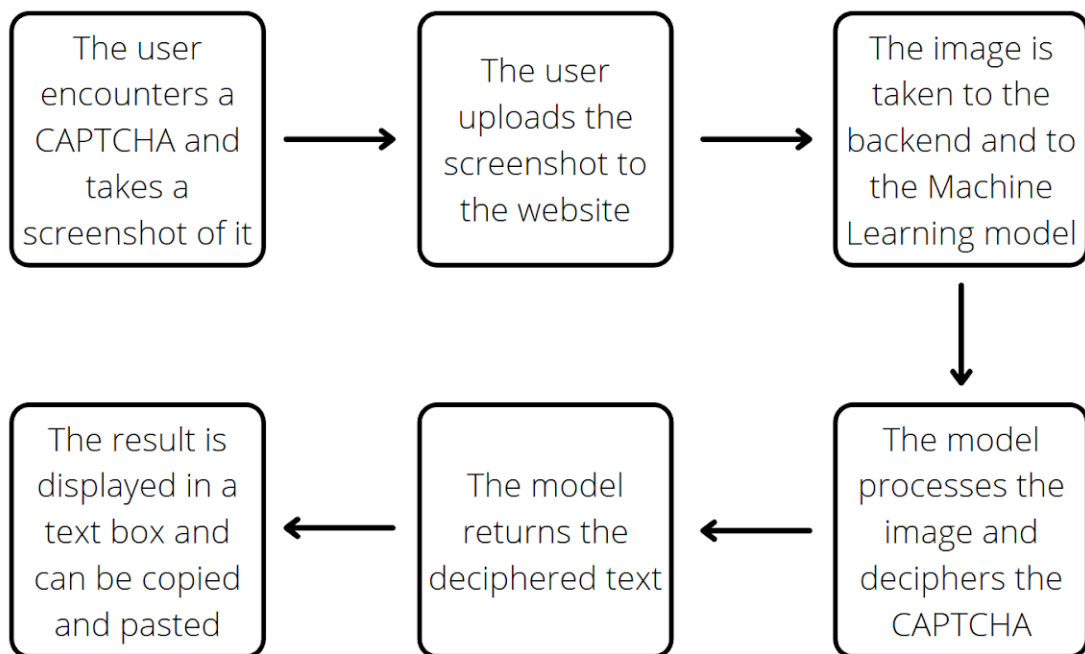 The user
encounters a
CAPTCHA and
takes a
screenshot of it
The user
uploads the
screenshot to
the website
The image is
taken to the
backend and to
the Machine
Learning model
The model
processes the
image and
deciphers the
CAPTCHA
The model
returns the
deciphered text
The result is
displayed in a
text box and
can be copied
and pasted